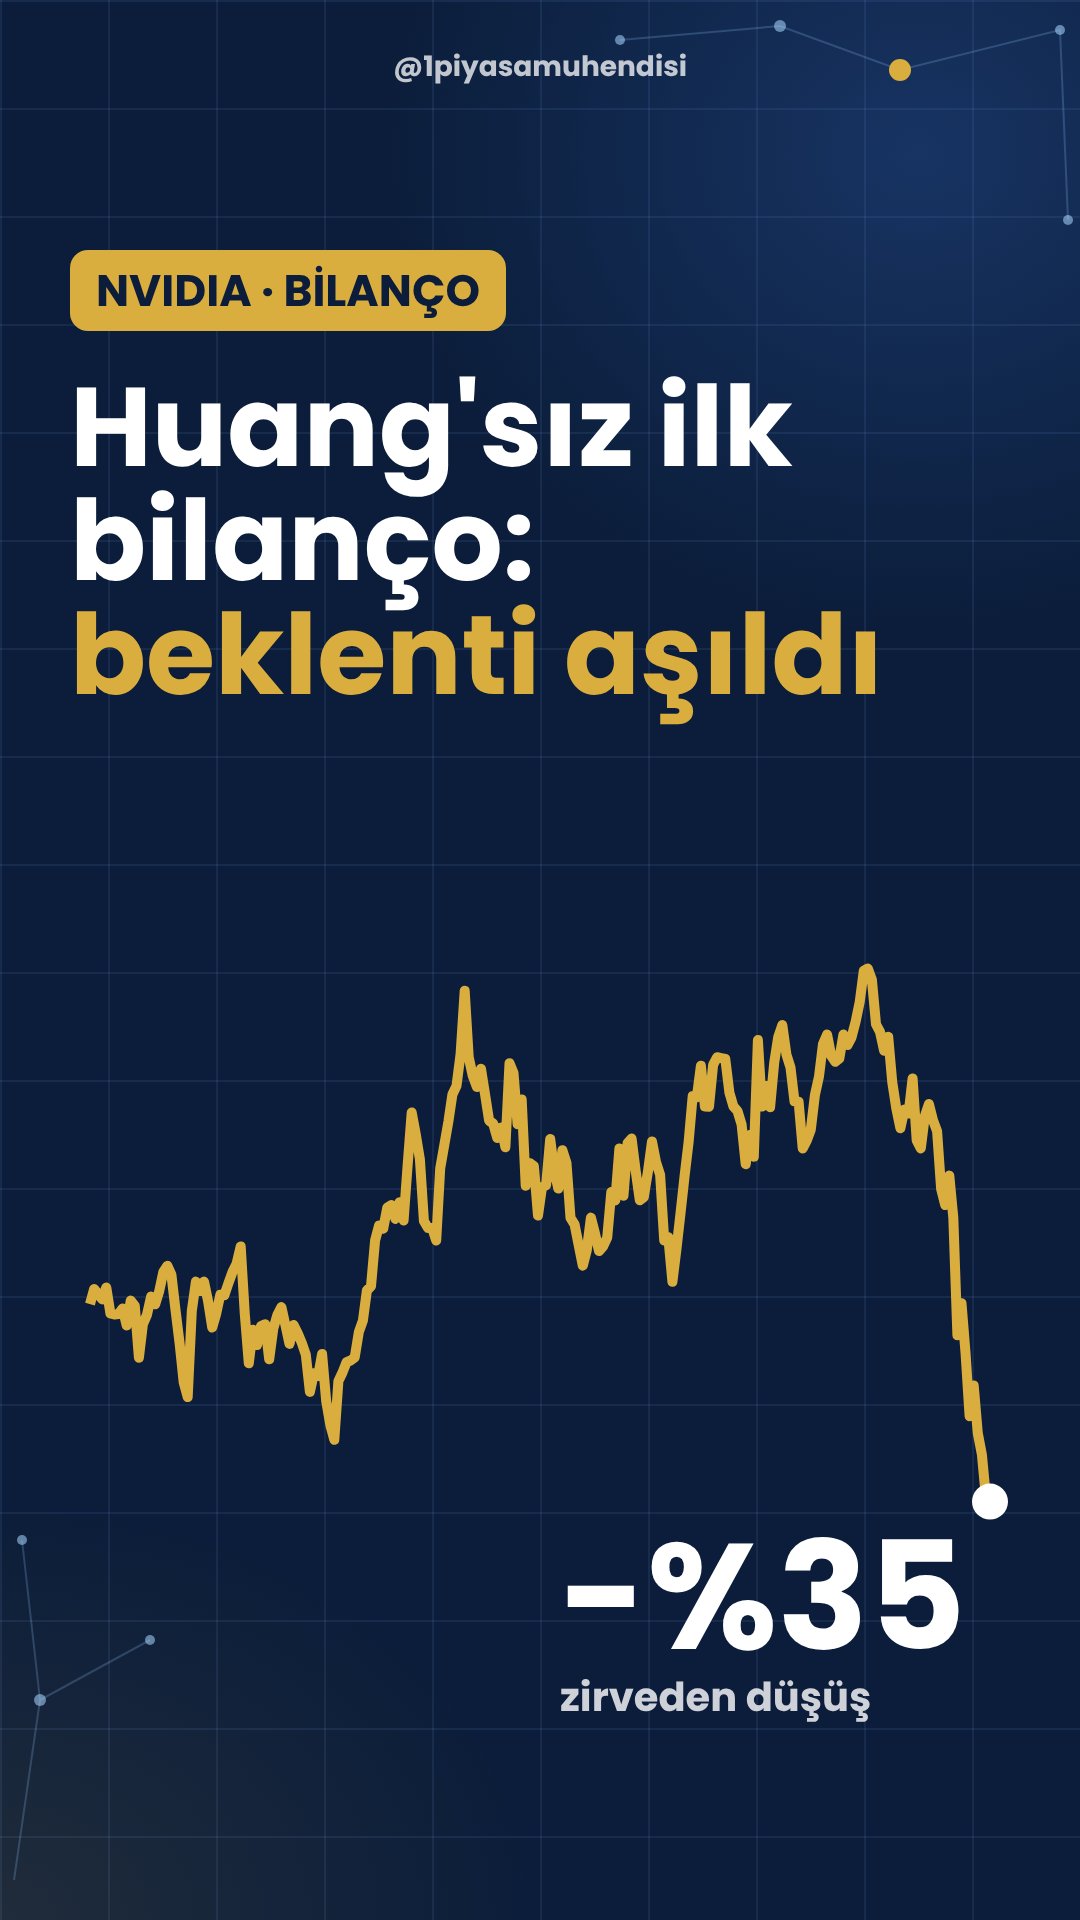 @1piyasamuhendisi
NVIDIA · BİLANÇO
Huang'sız ilk
bilanço:
beklenti aşıldı
-%35
zirveden düşüş